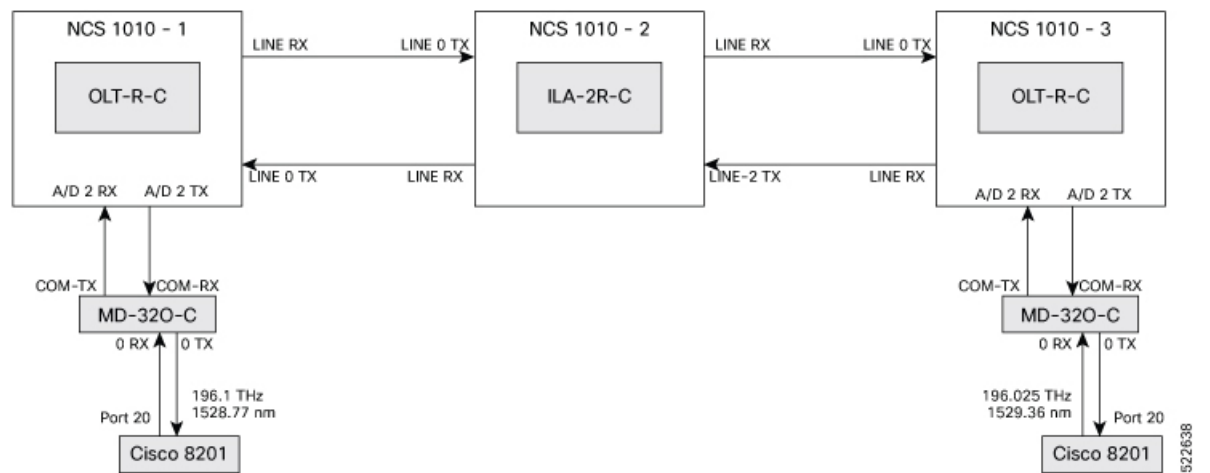 NCS 1010 - 1
NCS 1010 - 2
NCS 1010 - 3
LINE RX
LINE 0 TX
LINE RX
LINE 0 TX
OLT-R-C
ILA-2R-C
OLT-R-C
LINE 0 TX
LINE RX
LINE-2 TX
LINE RX
A/D 2 RX
A/D 2 TX
A/D 2 RX
A/D 2 TX
COM-TX
COM-RX
COM-TX
COM-RX
MD-32O-C
MD-32O-C
0 RX
0 TX
0 RX
0 TX
196.1 THz
1528.77 nm
196.025 THz
1529.36 nm
Port 20
Port 20
Cisco 8201
Cisco 8201
522638